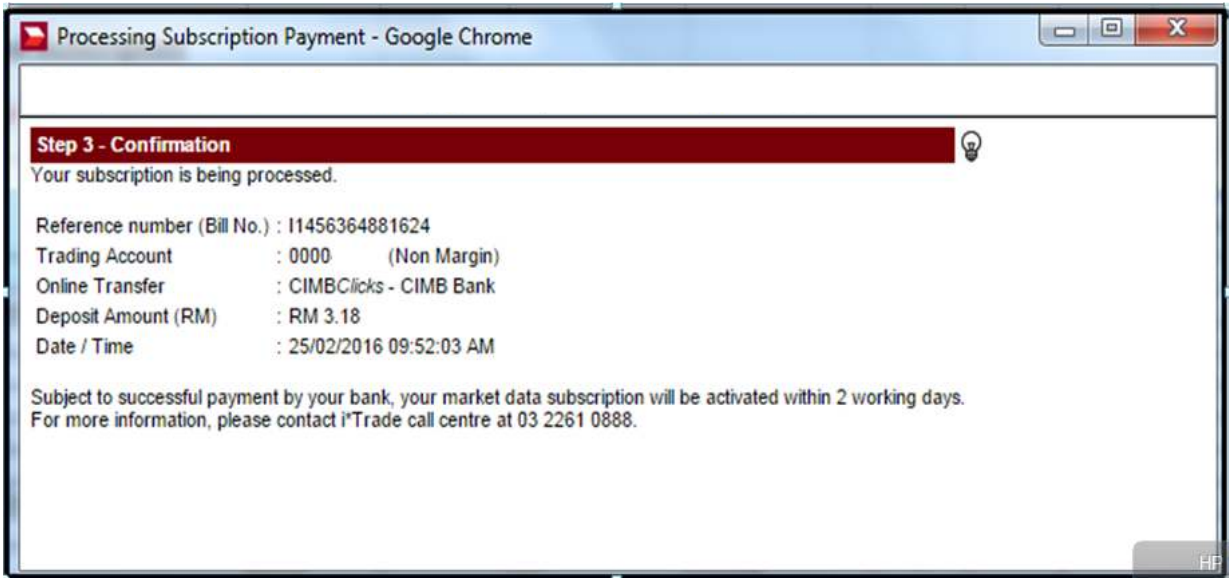 Processing Subscription Payment - Google Chrome
Step 3 - Confirmation
Your subscription is being processed.
Reference number (Bill No.) : I1456364881624
Trading Account : 0000 (Non Margin)
Online Transfer : CIMBClicks - CIMB Bank
Deposit Amount (RM) : RM 3.18
Date / Time : 25/02/2016 09:52:03 AM
Subject to successful payment by your bank, your market data subscription will be activated within 2 working days.
For more information, please contact i*Trade call centre at 03 2261 0888.
HP